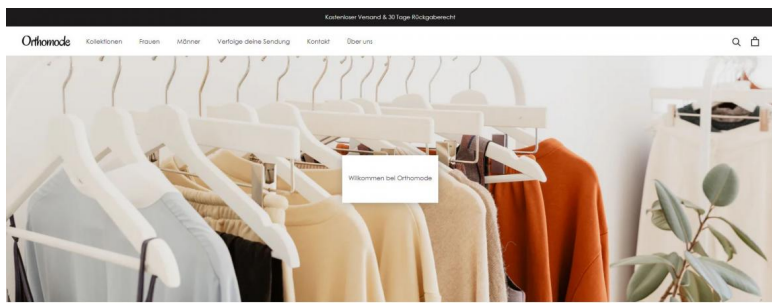 Kostenloser Versand & 30 Tage Rückgaberecht
Orthomode Kollektionen Frauen Männer Verfolge deine Sendung Kontakt Über uns
Willkommen bei Orthomode